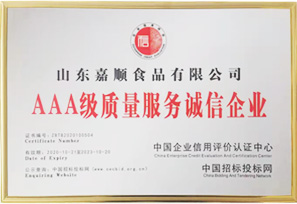 山东嘉顺食品有限公司
AAA级质量服务诚信企业
Certificate Number
Date of Expiry
Enquiring Website
中国企业信用评价认证中心
China Enterprise Credit Evaluation And Certification Center
中国招标投标网
China Bidding And Tendering Network